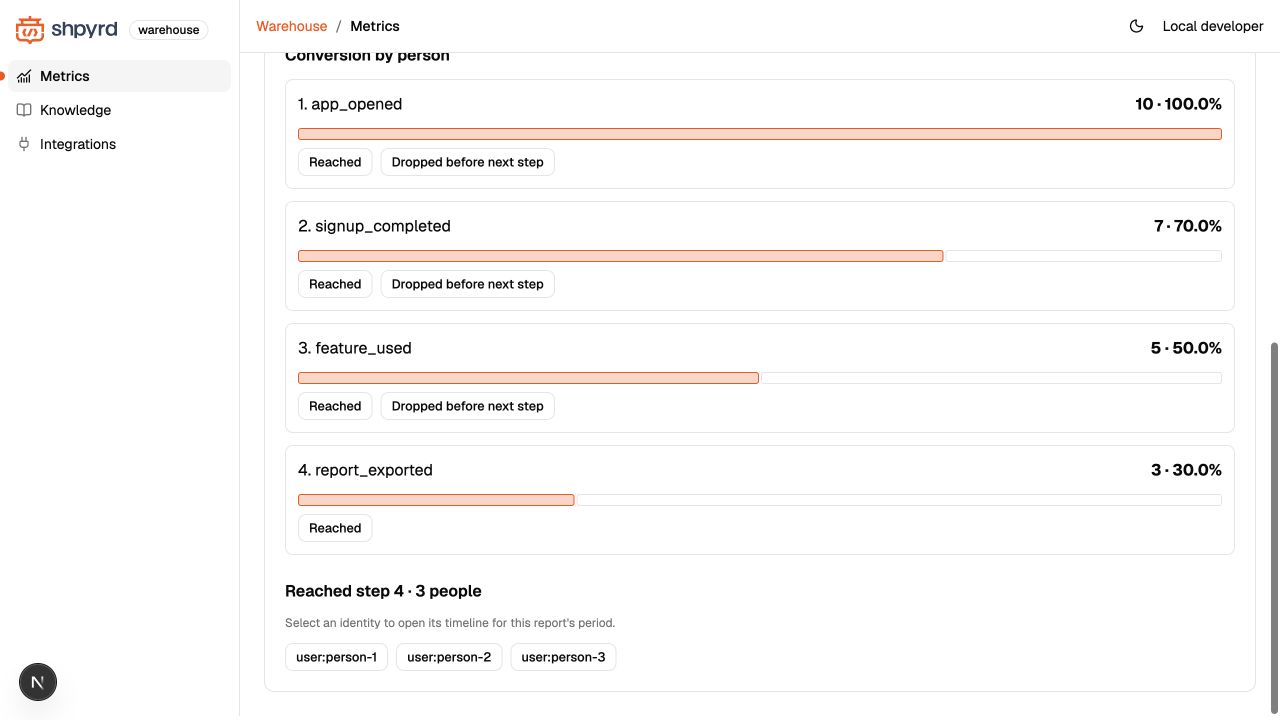 shpyrd
warehouse
Warehouse / Metrics
Local developer
Metrics
Knowledge
Integrations
Conversion by person
1. app_opened
10 · 100.0%
Reached
Dropped before next step
2. signup_completed
7 · 70.0%
Reached
Dropped before next step
3. feature_used
5 · 50.0%
Reached
Dropped before next step
4. report_exported
3 · 30.0%
Reached
Reached step 4 · 3 people
Select an identity to open its timeline for this report's period.
user:person-1
user:person-2
user:person-3
N